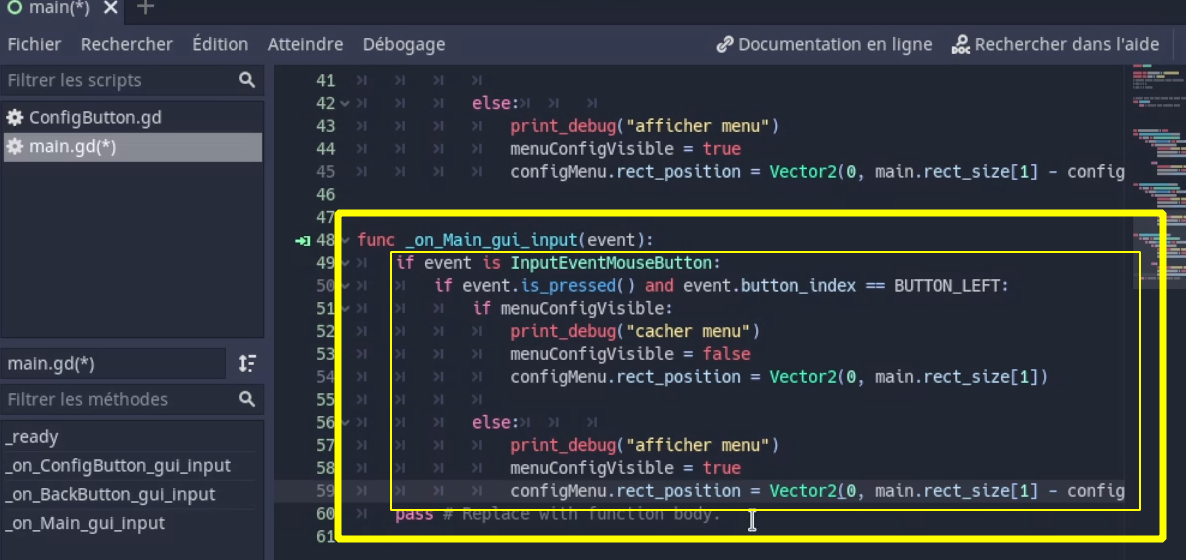 main(*)
Fichier Rechercher Édition Atteindre Débogage Documentation en ligne Rechercher dans l'aide
Filtrer les scripts
ConfigButton.gd
main.gd(*)
main.gd(*)
Filtrer les méthodes
_ready
_on_ConfigButton_gui_input
_on_BackButton_gui_input
_on_Main_gui_input
41
42 else:
43 print_debug("afficher menu")
44 menuConfigVisible = true
45 configMenu.rect_position = Vector2(0, main.rect_size[1] - config
46
47
48 func _on_Main_gui_input(event):
49 if event is InputEventMouseButton:
50 if event.is_pressed() and event.button_index == BUTTON_LEFT:
51 if menuConfigVisible:
52 print_debug("cacher menu")
53 menuConfigVisible = false
54 configMenu.rect_position = Vector2(0, main.rect_size[1])
55
56 else:
57 print_debug("afficher menu")
58 menuConfigVisible = true
59 configMenu.rect_position = Vector2(0, main.rect_size[1] - config
60 pass # Replace with function body.
61